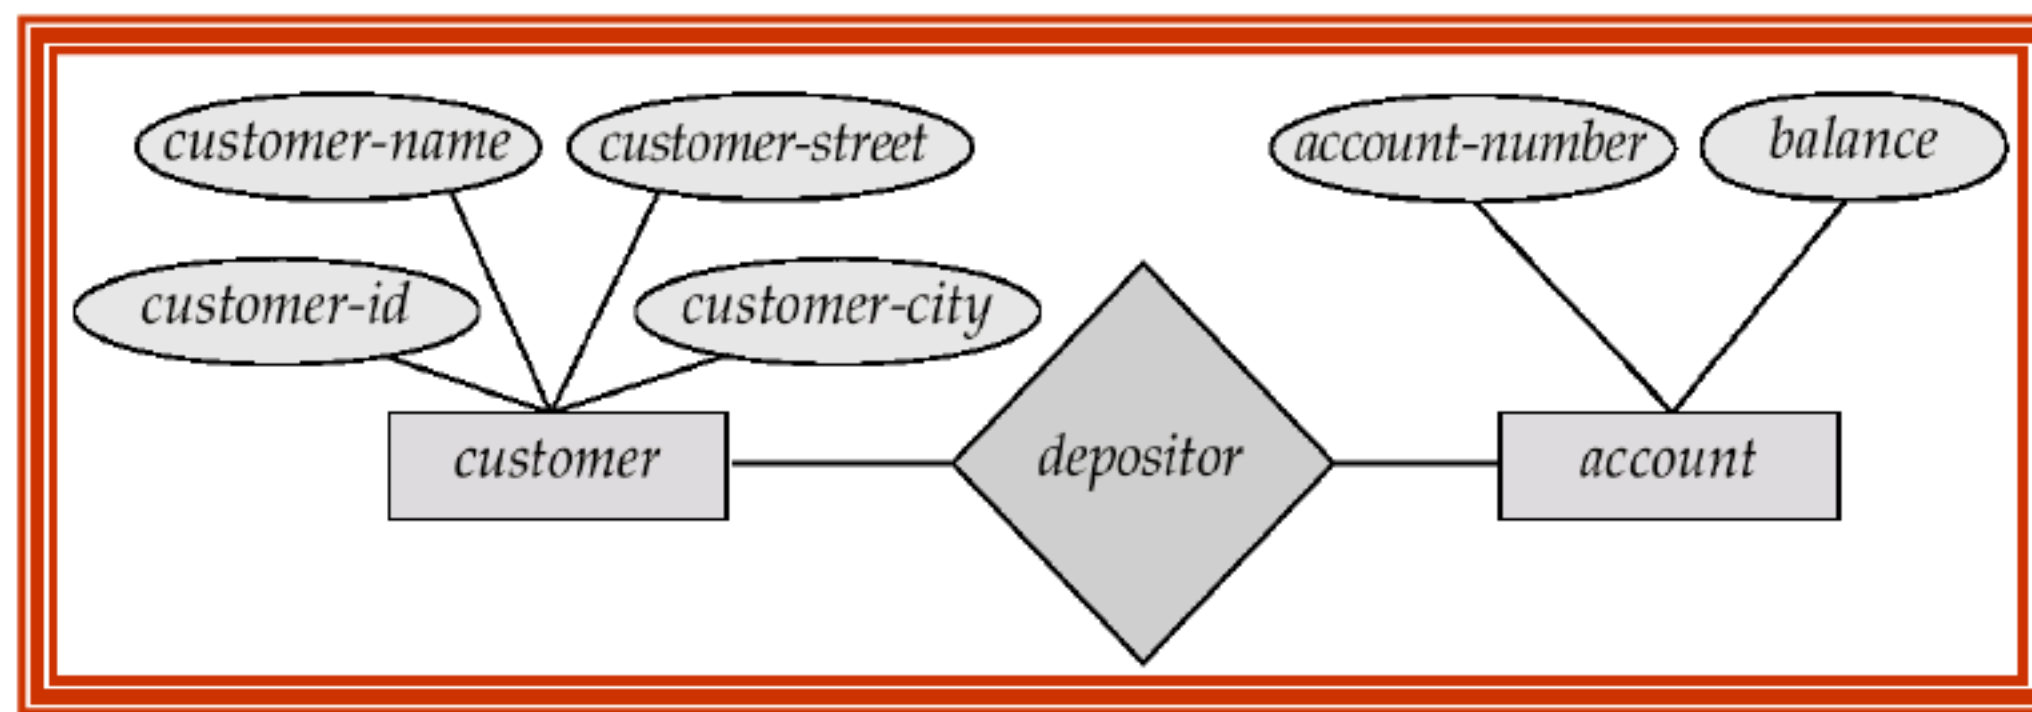 customer-name
customer-street
account-number
balance
customer-id
customer-city
customer
depositor
account